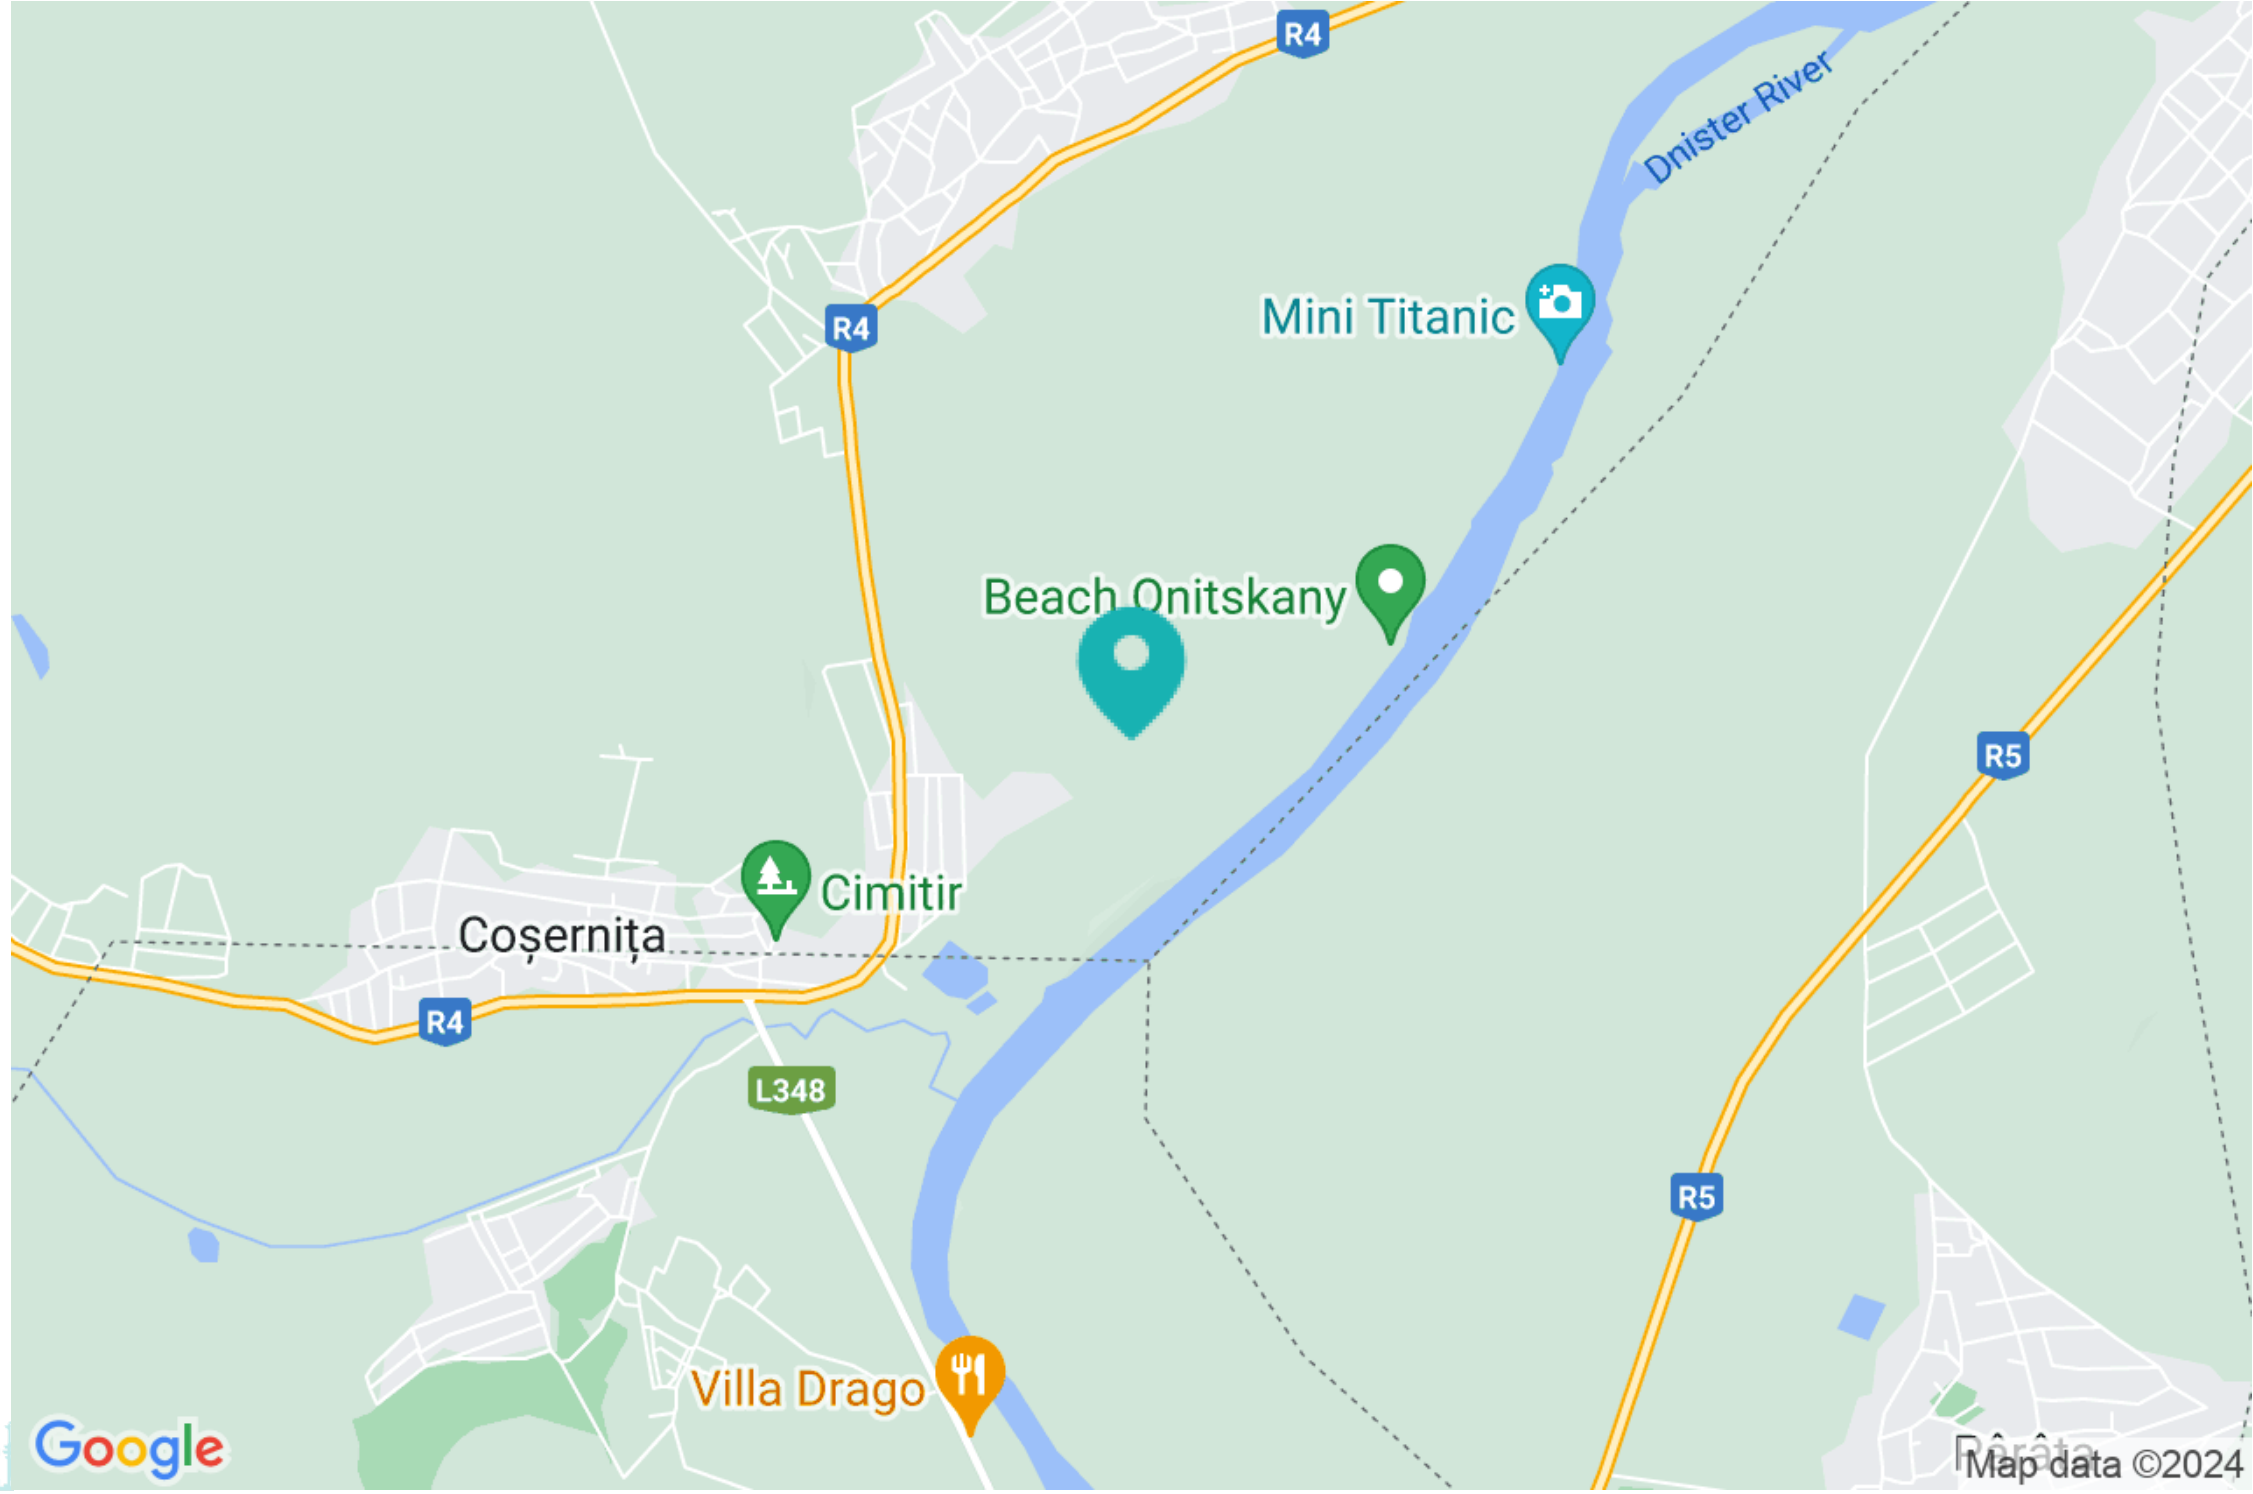 R4
Dnister River
Mini Titanic
R4
Beach Onitskany
R5
Cimitir
Coșernița
R4
L348
R5
Villa Drago
Google
Map data ©2024